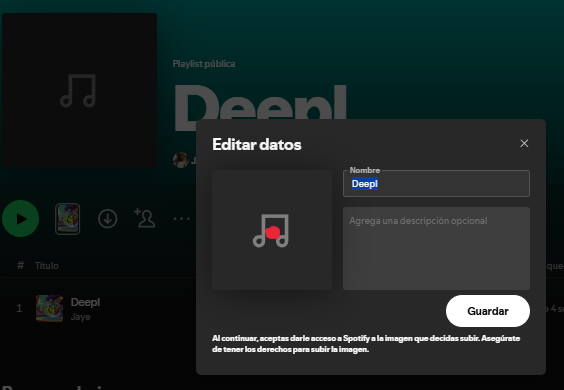 Playlist pública
Deepl
Editar datos
Nombre
Deepl
Agrega una descripción opcional
# Título
1 Deepl
Jaye
Guardar
Al continuar, aceptas darle acceso a Spotify a la imagen que decidas subir. Asegúrate
de tener los derechos para subir la imagen.